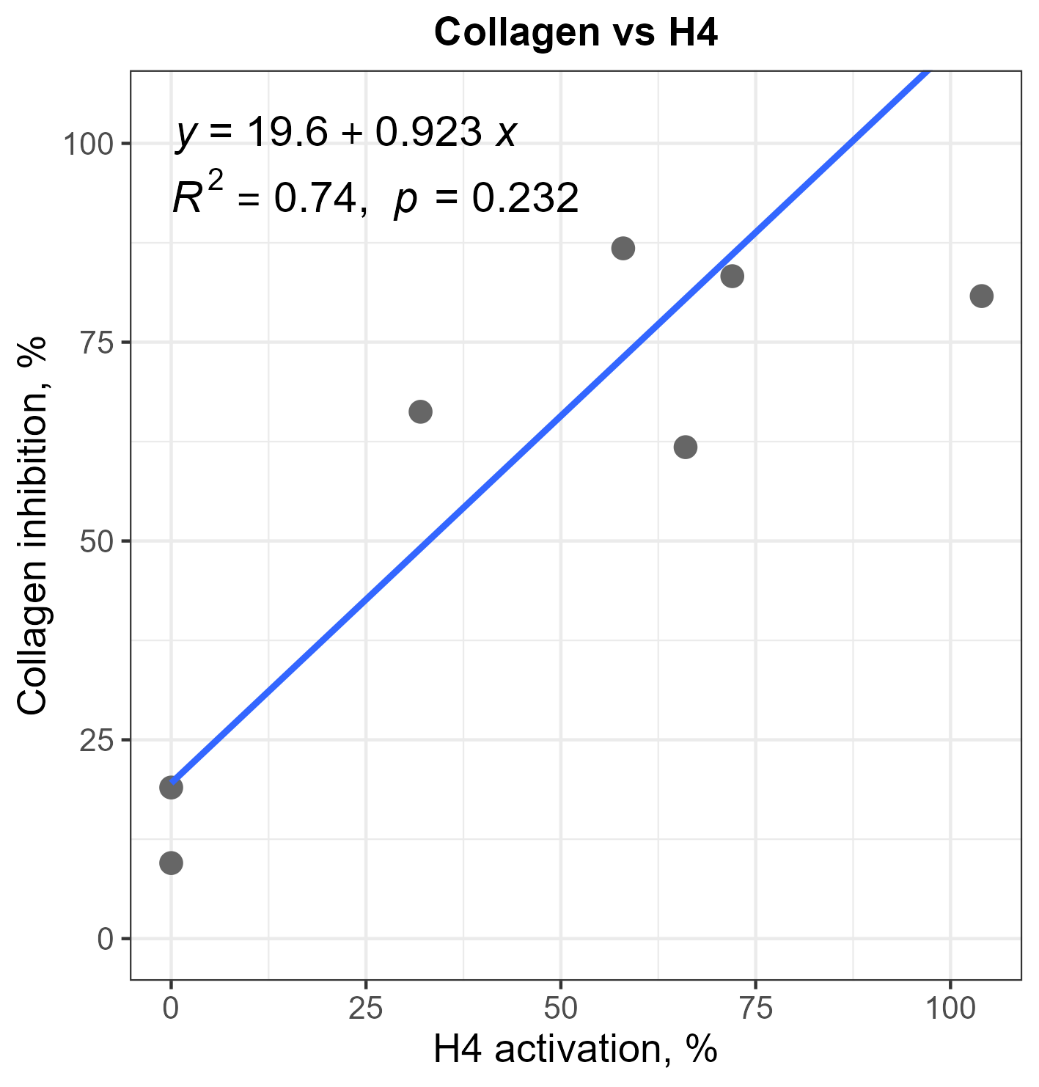 Collagen vs H4
y = 19.6 + 0.923 x
R² = 0.74, p = 0.232
100
75
50
25
0
Collagen inhibition, %
0 25 50 75 100
H4 activation, %